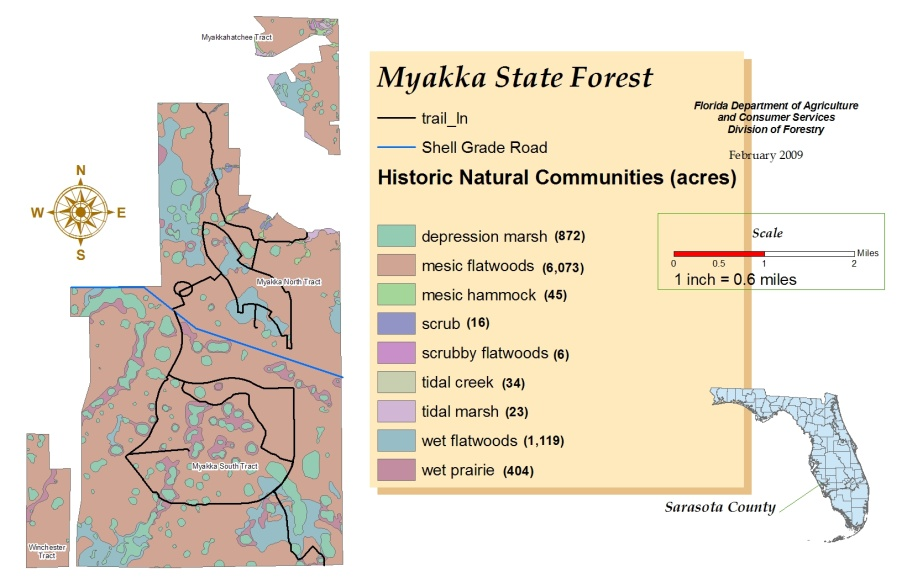 Myakkahatchee Tract
N
W
E
S
Myakka North Tract
Myakka South Tract
Winchester
Tract
Myakka State Forest
trail_ln
Shell Grade Road
Historic Natural Communities (acres)
depression marsh (872)
mesic flatwoods (6,073)
mesic hammock (45)
scrub (16)
scrubby flatwoods (6)
tidal creek (34)
tidal marsh (23)
wet flatwoods (1,119)
wet prairie (404)
Florida Department of Agriculture
and Consumer Services
Division of Forestry
February 2009
Scale
Miles
0 0.5 1 2
1 inch = 0.6 miles
Sarasota County